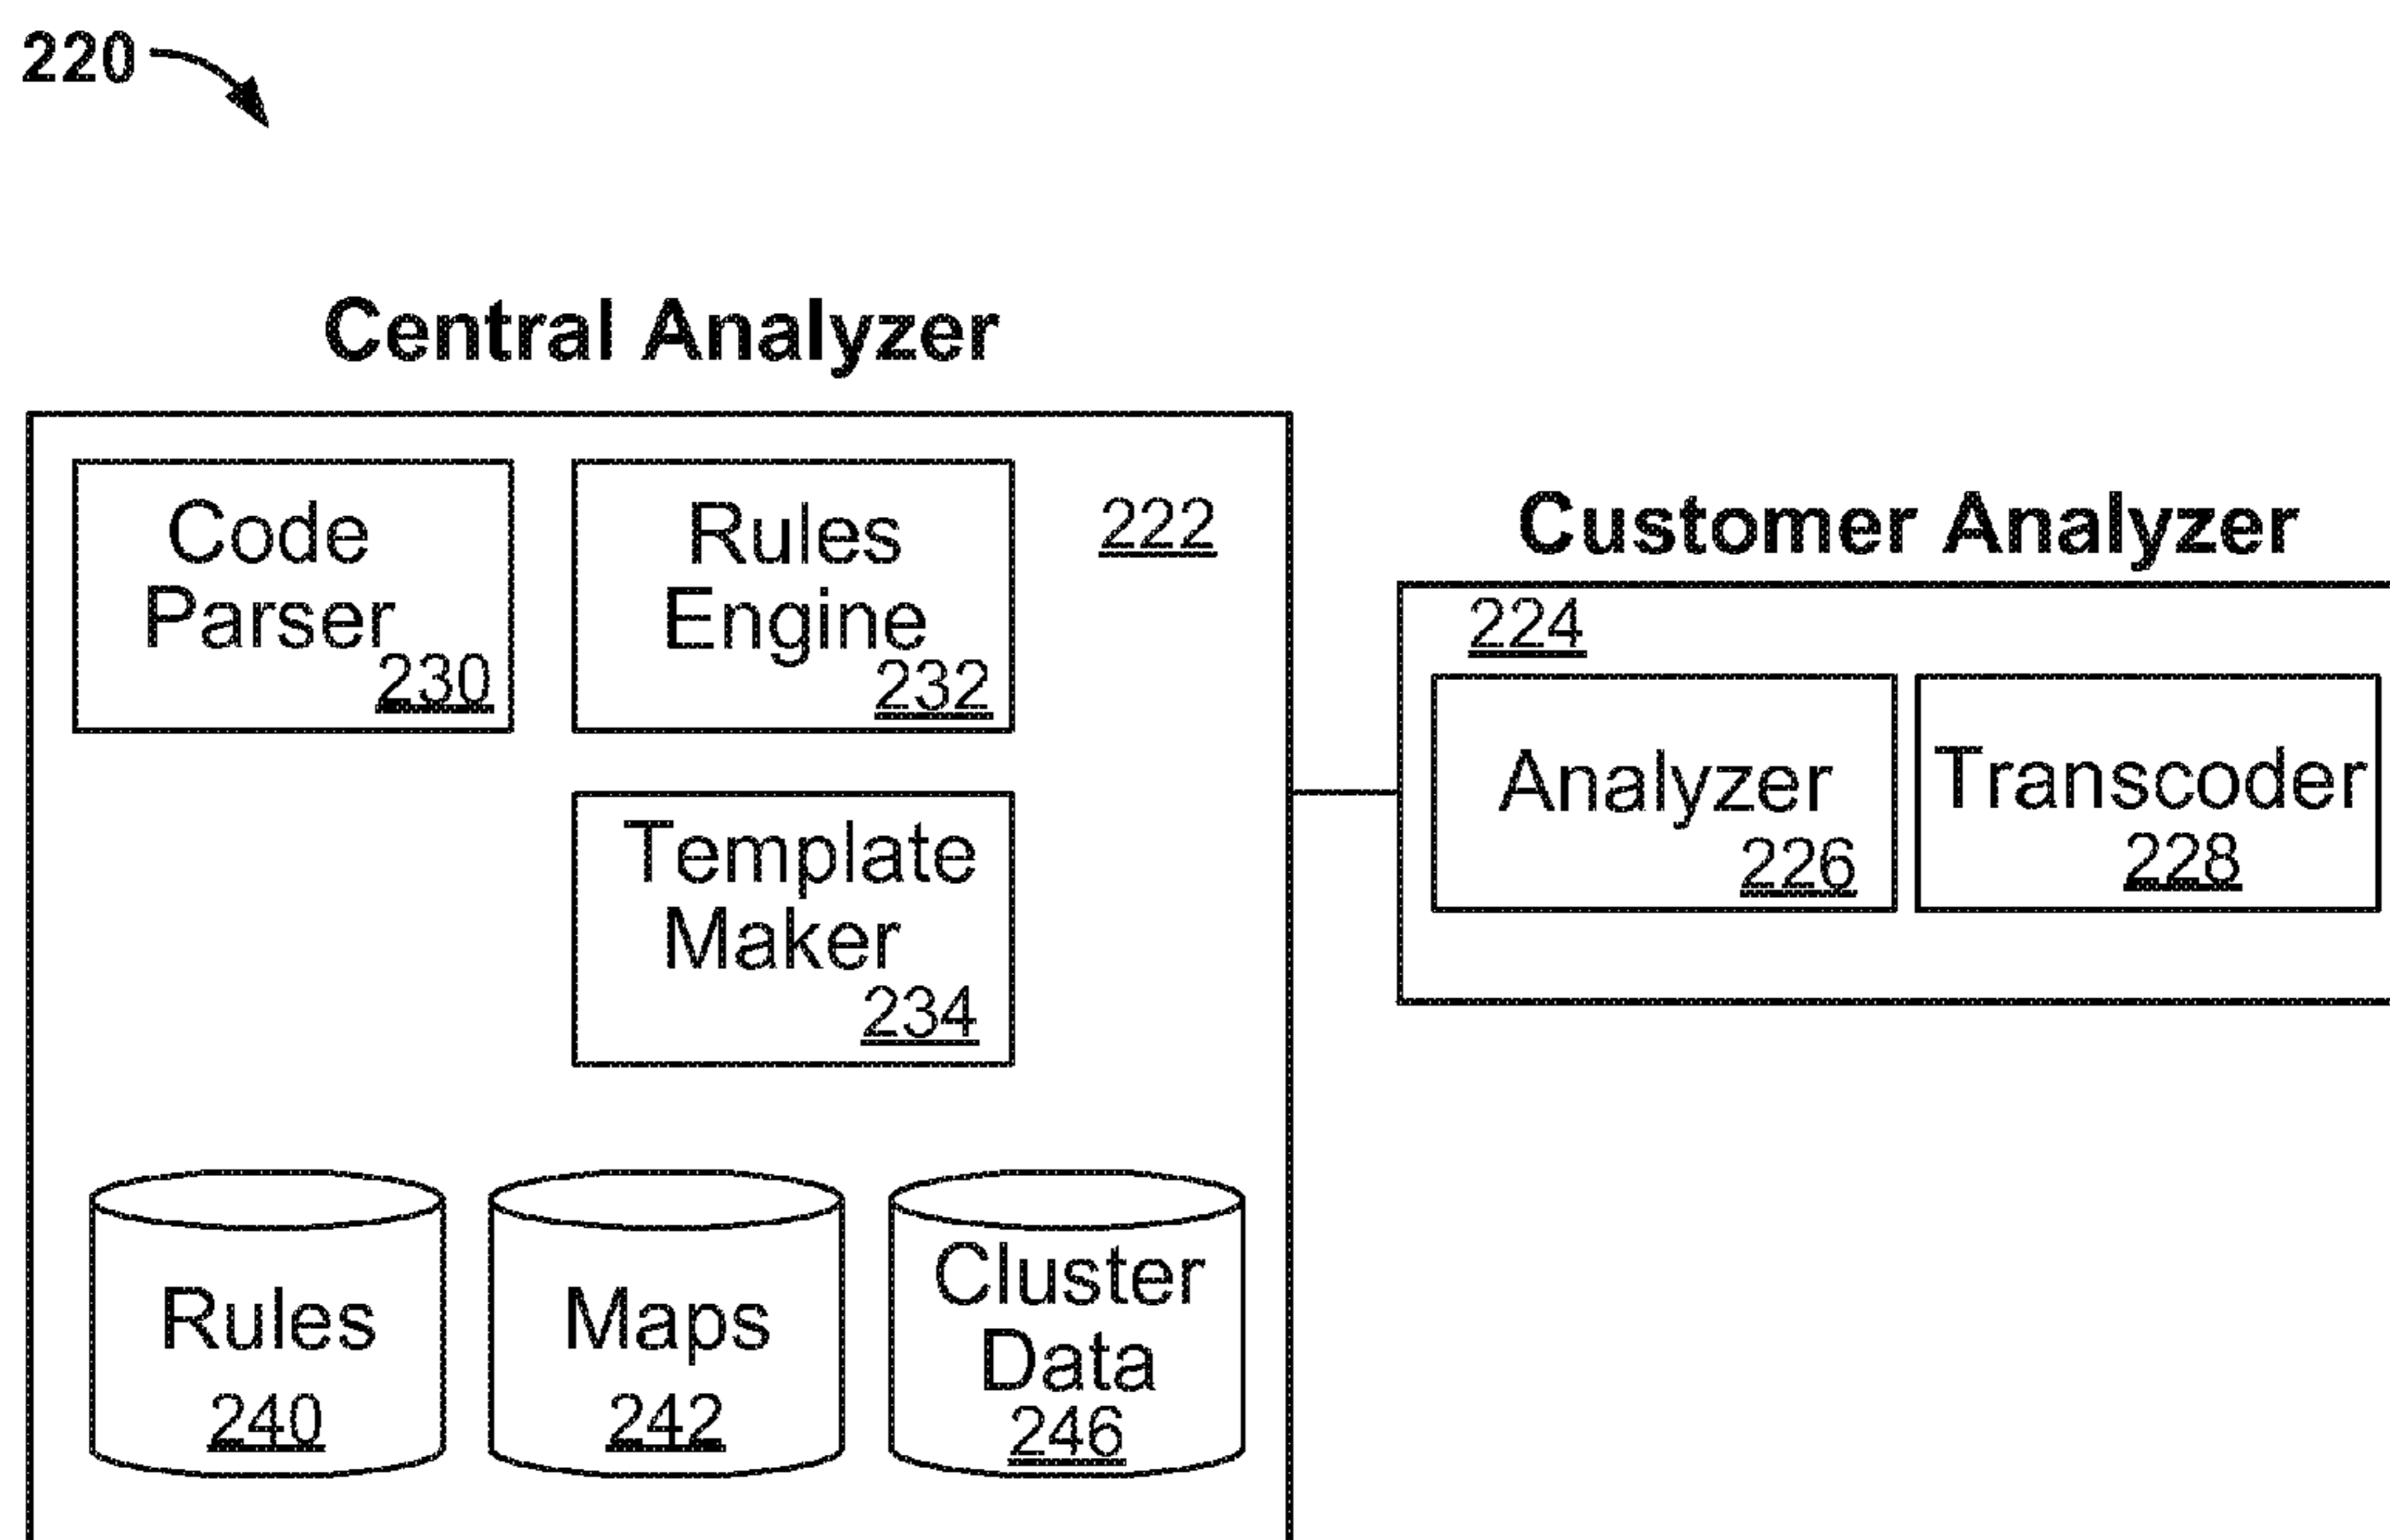 220
Central Analyzer
Code
Parser
230
Rules
Engine
232
222
Template
Maker
234
Rules
240
Maps
242
Cluster
Data
246
Customer Analyzer
224
Analyzer
226
Transcoder
228